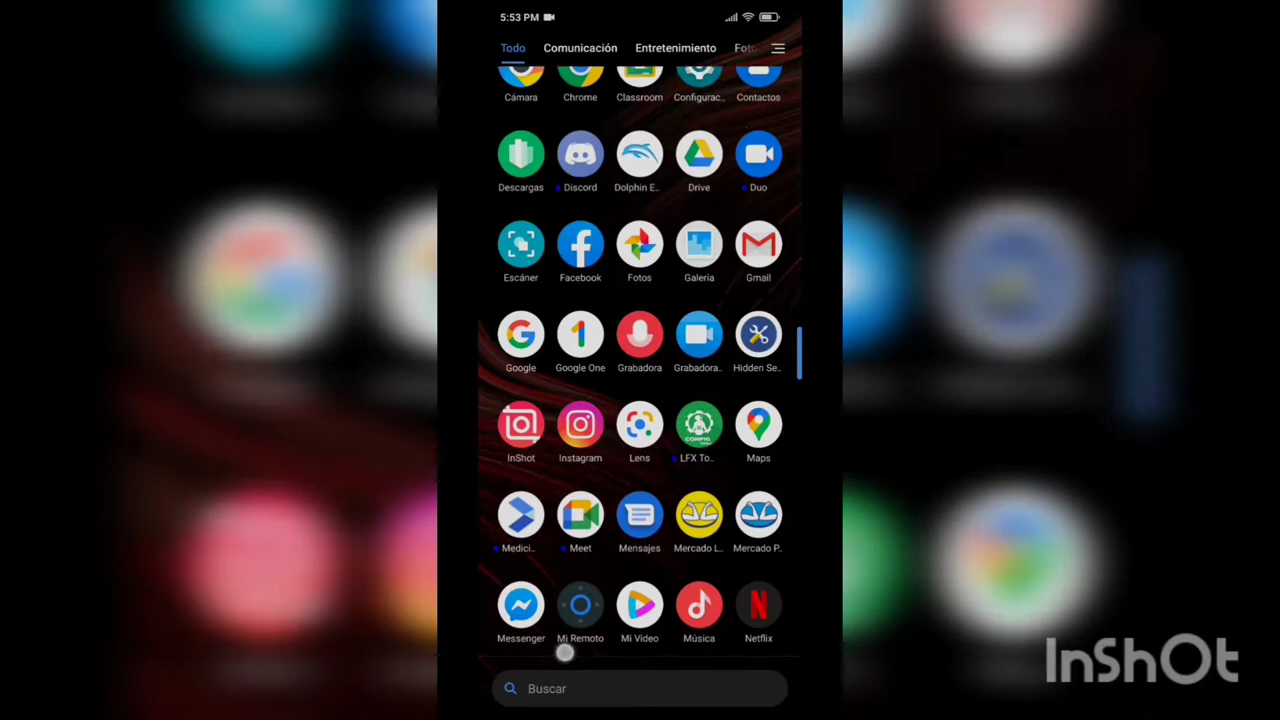 5:53 PM
Todo Comunicación Entretenimiento Foto
Cámara Chrome Classroom Configurac.. Contactos
Descargas Discord Dolphin E.. Drive Duo
Escáner Facebook Fotos Galería Gmail
Google Google One Grabadora Grabadora.. Hidden Se..
CONFIG
InShot Instagram Lens LFX To.. Maps
Medici.. Meet Mensajes Mercado L.. Mercado P..
Messenger Mi Remoto Mi Video Música Netflix
Buscar
InShOt